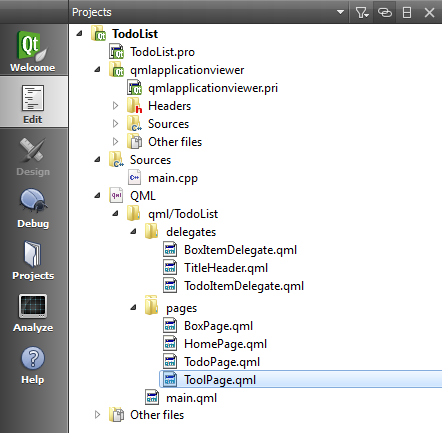 Projects
TodoList
TodoList.pro
qmlapplicationviewer
qmlapplicationviewer.pri
Headers
Sources
Other files
Sources
main.cpp
QML
qml/TodoList
delegates
BoxItemDelegate.qml
TitleHeader.qml
TodoItemDelegate.qml
pages
BoxPage.qml
HomePage.qml
TodoPage.qml
ToolPage.qml
main.qml
Other files
Qt
Welcome
Edit
Design
Debug
Projects
Analyze
Help